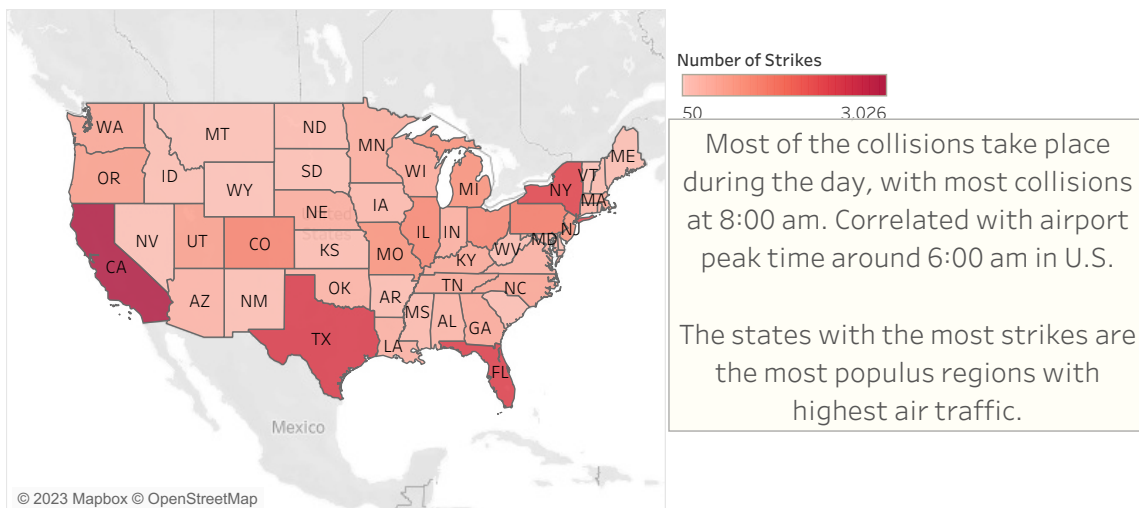 Number of Strikes
50 3.026
Most of the collisions take place
during the day, with most collisions
at 8:00 am. Correlated with airport
peak time around 6:00 am in U.S.
The states with the most strikes are
the most populus regions with
highest air traffic.
WA
MT
ND
MN
ME
OR
ID
SD
WI
MI
VT
NY
WY
IA
MA
NV
UT
CO
NE
United
States
IL
IN
NJ
MD
CA
KS
MO
WV
KY
AZ
NM
OK
AR
TN
NC
TX
MS
AL
GA
LA
FL
Mexico
© 2023 Mapbox © OpenStreetMap